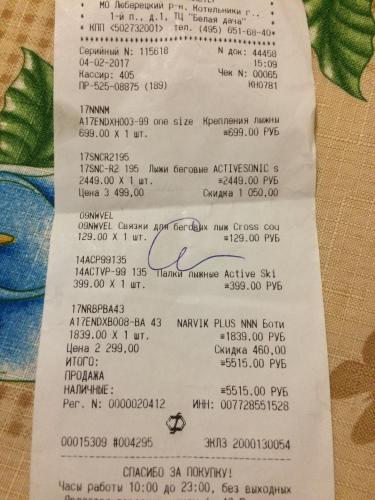 МО Люберецкий р-н, Котельники г..
1-й п., д.1, ТЦ "Белая дача"
КПП <502732001> тел. (495) 651-68-40*
Серийный N: 115618 N док: 44458
04-02-2017 15:09
Кассир: 405 Чек N: 00065
ПР-525-08875 (189) КН0781
17NNNM
A17ENDXH003-99 one size Крепления лыжны
699.00 X 1 шт. =699.00 РУБ
17SNCR2195
17SNC-R2 195 Лыжи беговые ACTIVESONIC s
2449.00 X 1 шт. =2449.00 РУБ
Цена 3 499,00 Скидка 1 050,00
09NWVEL
09NWVEL Связки для беговых лыж Cross cou
129.00 X 1 шт. =129.00 РУБ
14ACP99135
14ACTVP-99 135 Палки лыжные Active Ski
399.00 X 1 шт. =399.00 РУБ
17NRBPBA43
A17ENDXB008-BA 43 NARVIK PLUS NNN Боти
1839.00 X 1 шт. =1839.00 РУБ
Цена 2 299,00 Скидка 460,00
ИТОГО: =5515.00 РУБ
ПРОДАЖА
НАЛИЧНЫЕ: =5515.00 РУБ
Рег. N: 0000020412 ИНН: 007728551528
00015309 #004295 ЭКЛЗ 2000130054
СПАСИБО ЗА ПОКУПКУ!
Часы работы 10:00 до 23:00, без выходных